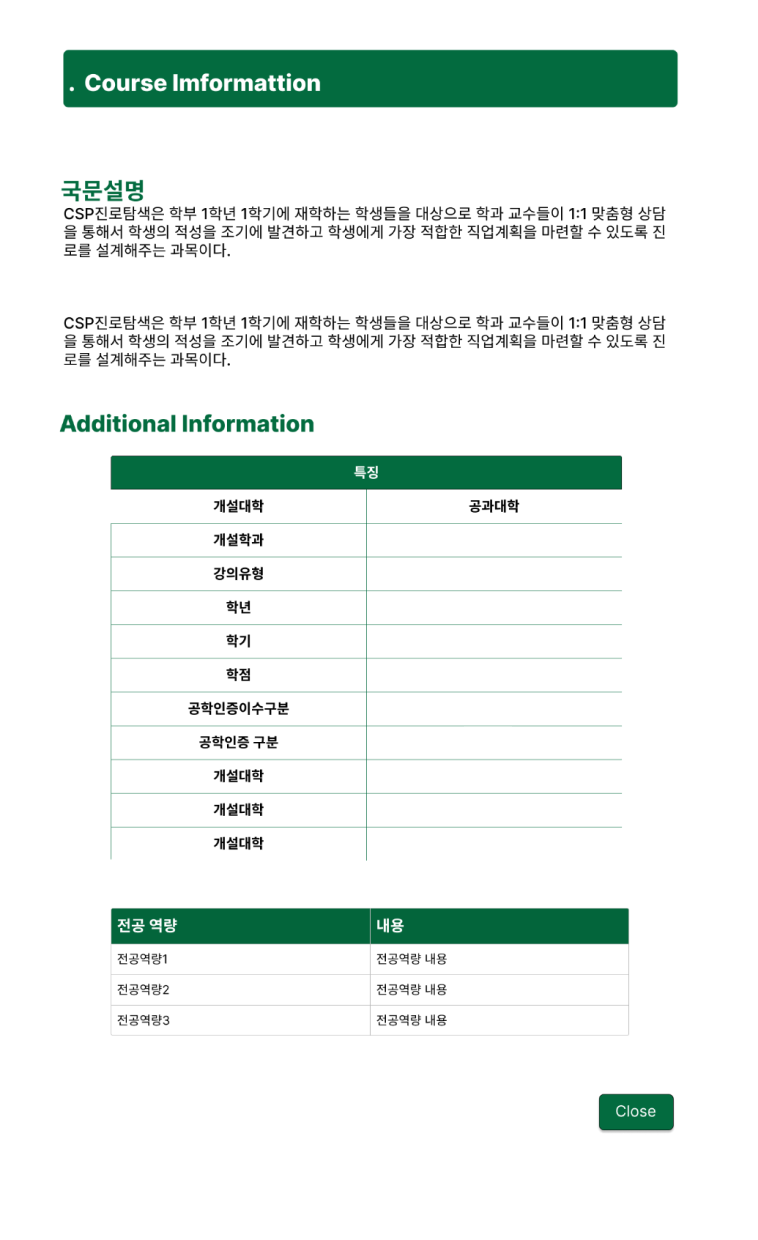 . Course Imformattion
국문설명
CSP진로탐색은 학부 1학년 1학기에 재학하는 학생들을 대상으로 학과 교수들이 1:1 맞춤형 상담
을 통해서 학생의 적성을 조기에 발견하고 학생에게 가장 적합한 직업계획을 마련할 수 있도록 진
로를 설계해주는 과목이다.
CSP진로탐색은 학부 1학년 1학기에 재학하는 학생들을 대상으로 학과 교수들이 1:1 맞춤형 상담
을 통해서 학생의 적성을 조기에 발견하고 학생에게 가장 적합한 직업계획을 마련할 수 있도록 진
로를 설계해주는 과목이다.
Additional Information
특징
개설대학 공과대학
개설학과
강의유형
학년
학기
학점
공학인증이수구분
공학인증 구분
개설대학
개설대학
개설대학
전공 역량 내용
전공역량1 전공역량 내용
전공역량2 전공역량 내용
전공역량3 전공역량 내용
Close